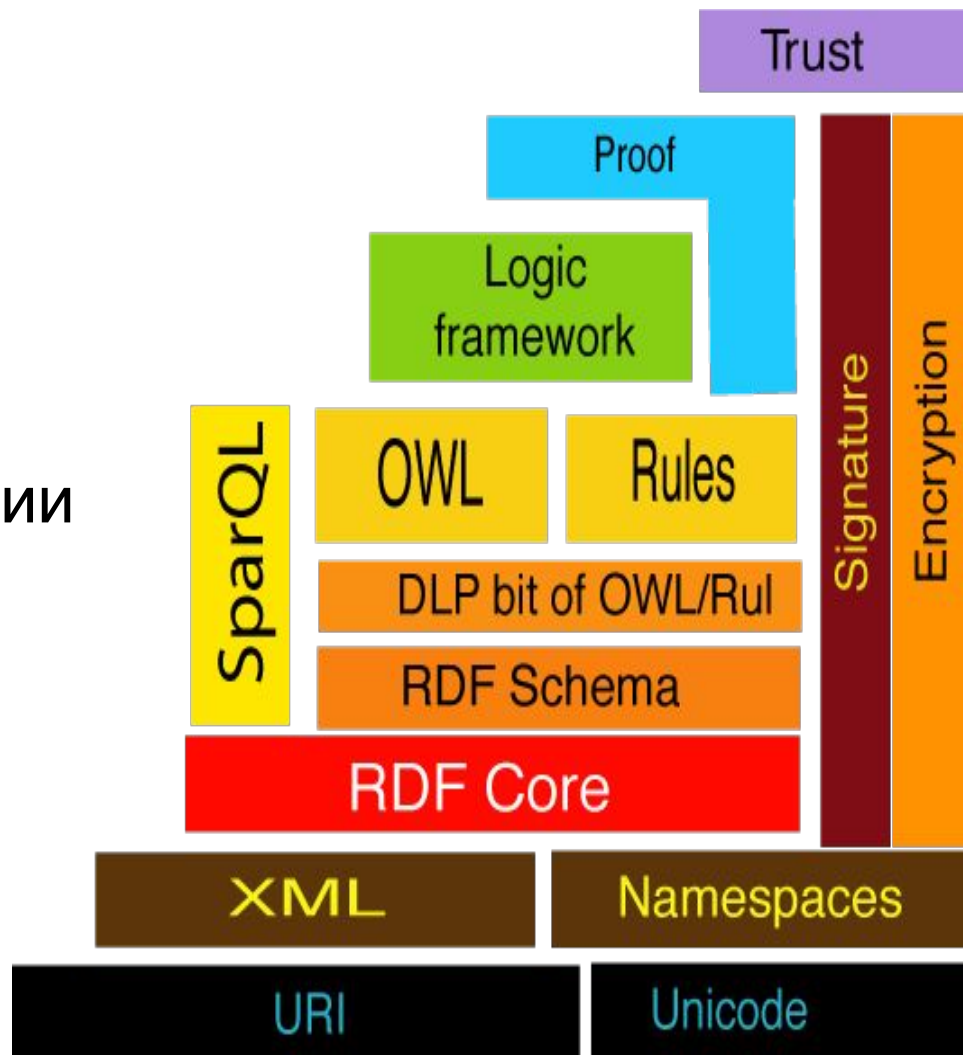 Trust
Proof
Logic
framework
ии
SparQL
OWL
Rules
Signature
Encryption
DLP bit of OWL/Rul
RDF Schema
RDF Core
XML
Namespaces
URI
Unicode